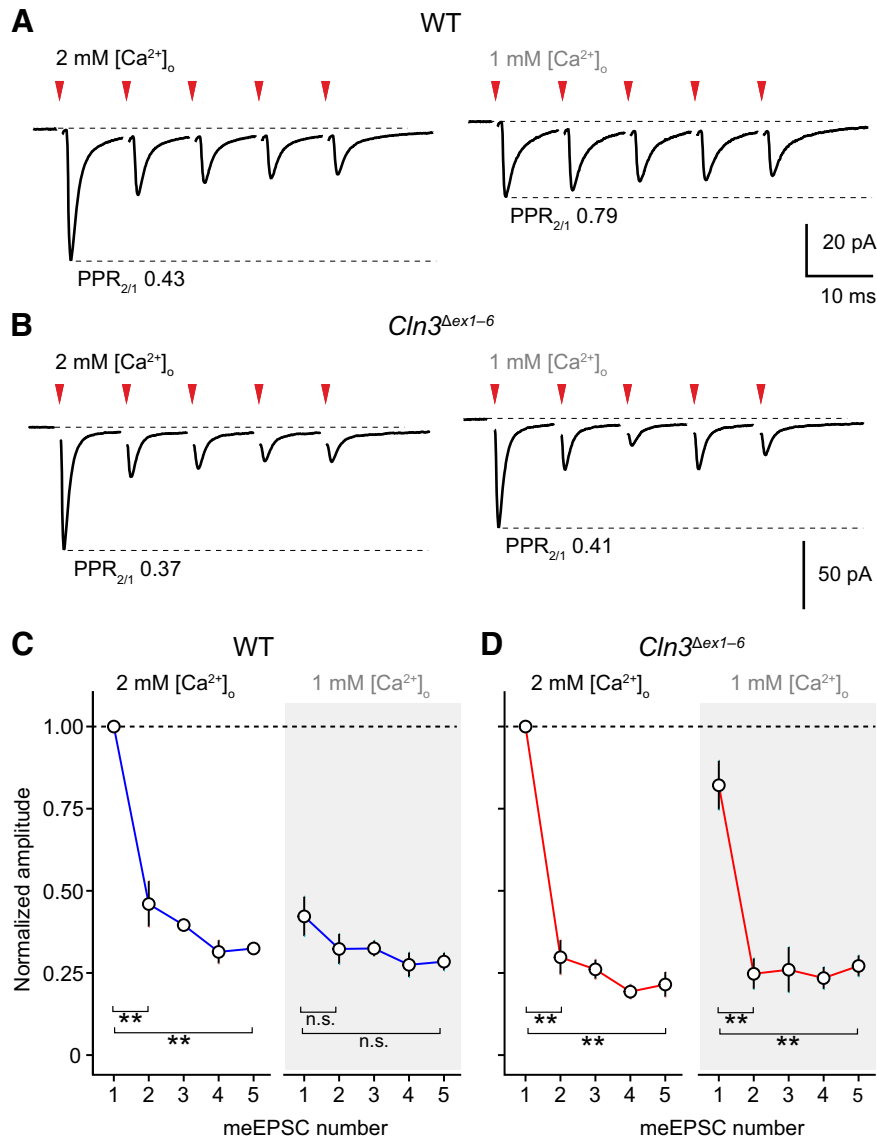 A
WT
2 mM [Ca²⁺]ₒ
1 mM [Ca²⁺]ₒ
PPR₂/₁ 0.43
PPR₂/₁ 0.79
20 pA
10 ms
B
Cln3^Δex1–6
2 mM [Ca²⁺]ₒ
1 mM [Ca²⁺]ₒ
PPR₂/₁ 0.37
PPR₂/₁ 0.41
50 pA
C
WT
D
Cln3^Δex1–6
2 mM [Ca²⁺]ₒ
1 mM [Ca²⁺]ₒ
2 mM [Ca²⁺]ₒ
1 mM [Ca²⁺]ₒ
Normalized amplitude
1.00
0.75
0.50
0.25
0
**
**
n.s.
n.s.
**
**
**
**
1 2 3 4 5
1 2 3 4 5
1 2 3 4 5
1 2 3 4 5
meEPSC number
meEPSC number